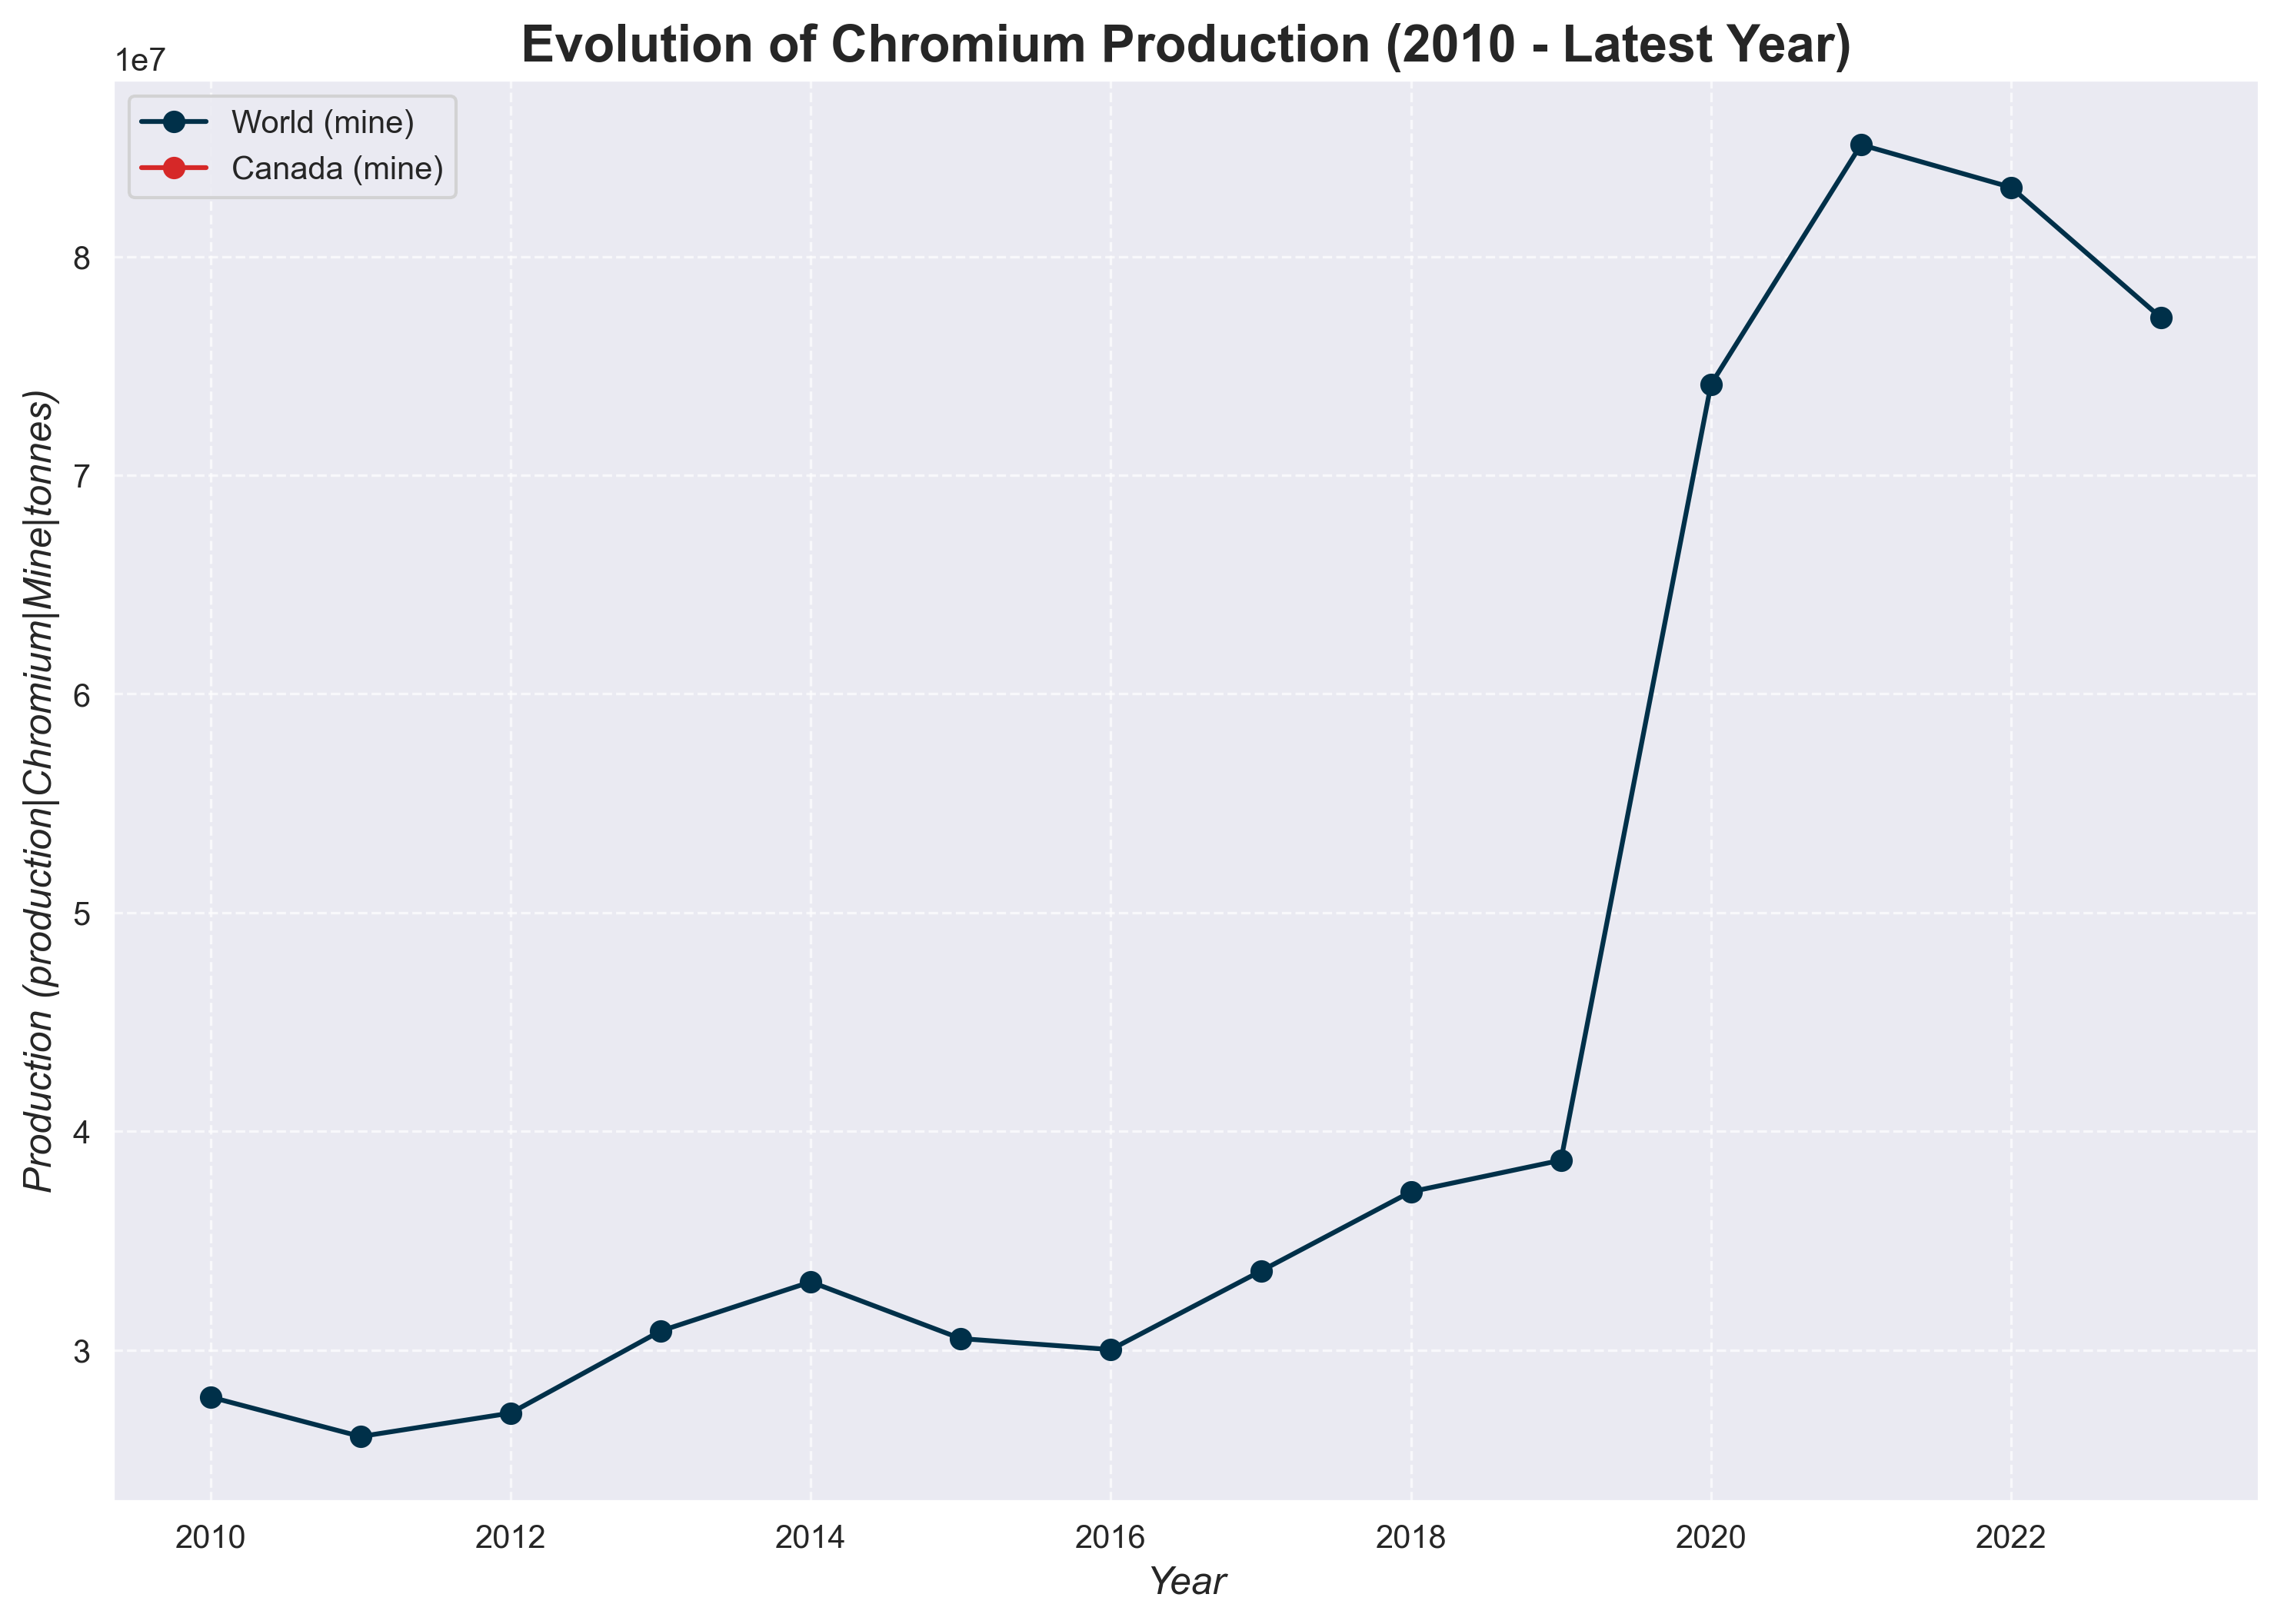 Evolution of Chromium Production (2010 - Latest Year)
1e7
World (mine)
Canada (mine)
8
7
6
5
4
3
Production (production|Chromium|Mine|tonnes)
2010 2012 2014 2016 2018 2020 2022
Year